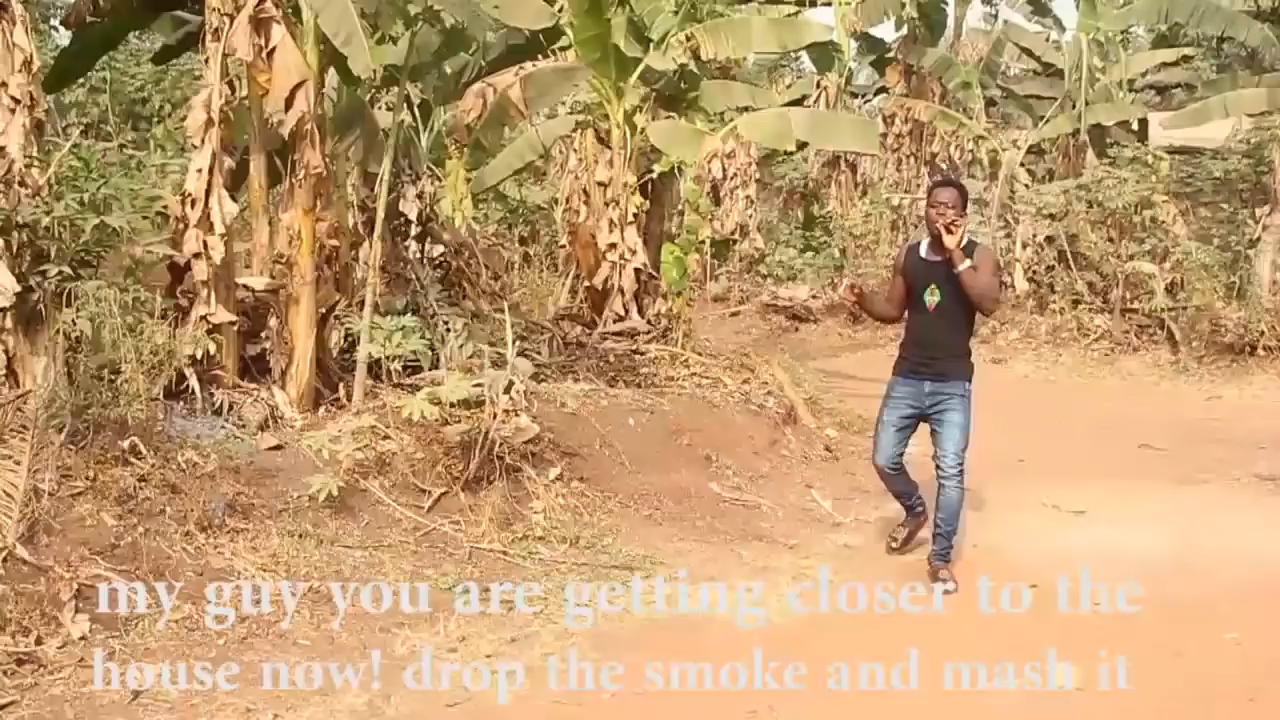 my guy you are getting closer to the
house now! drop the smoke and mash it